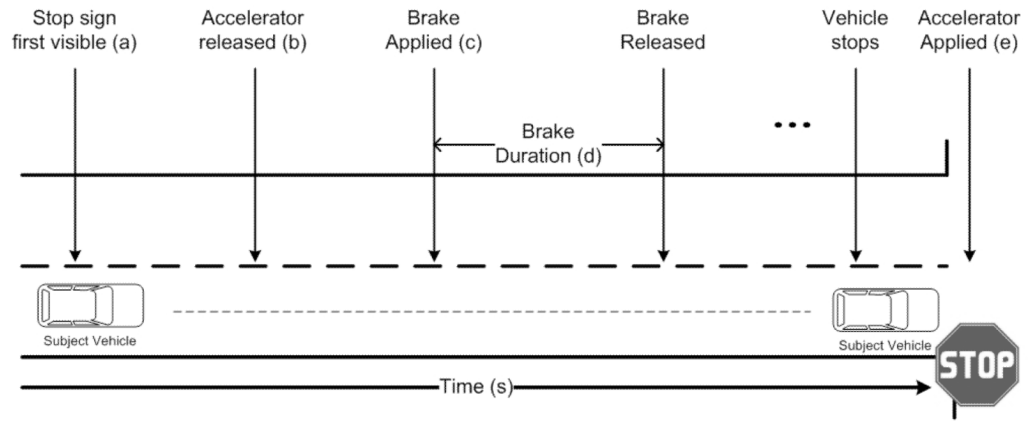 Stop sign
first visible (a)
Accelerator
released (b)
Brake
Applied (c)
Brake
Released
Vehicle
stops
Accelerator
Applied (e)
...
Brake
Duration (d)
Subject Vehicle
Subject Vehicle
STOP
Time (s)